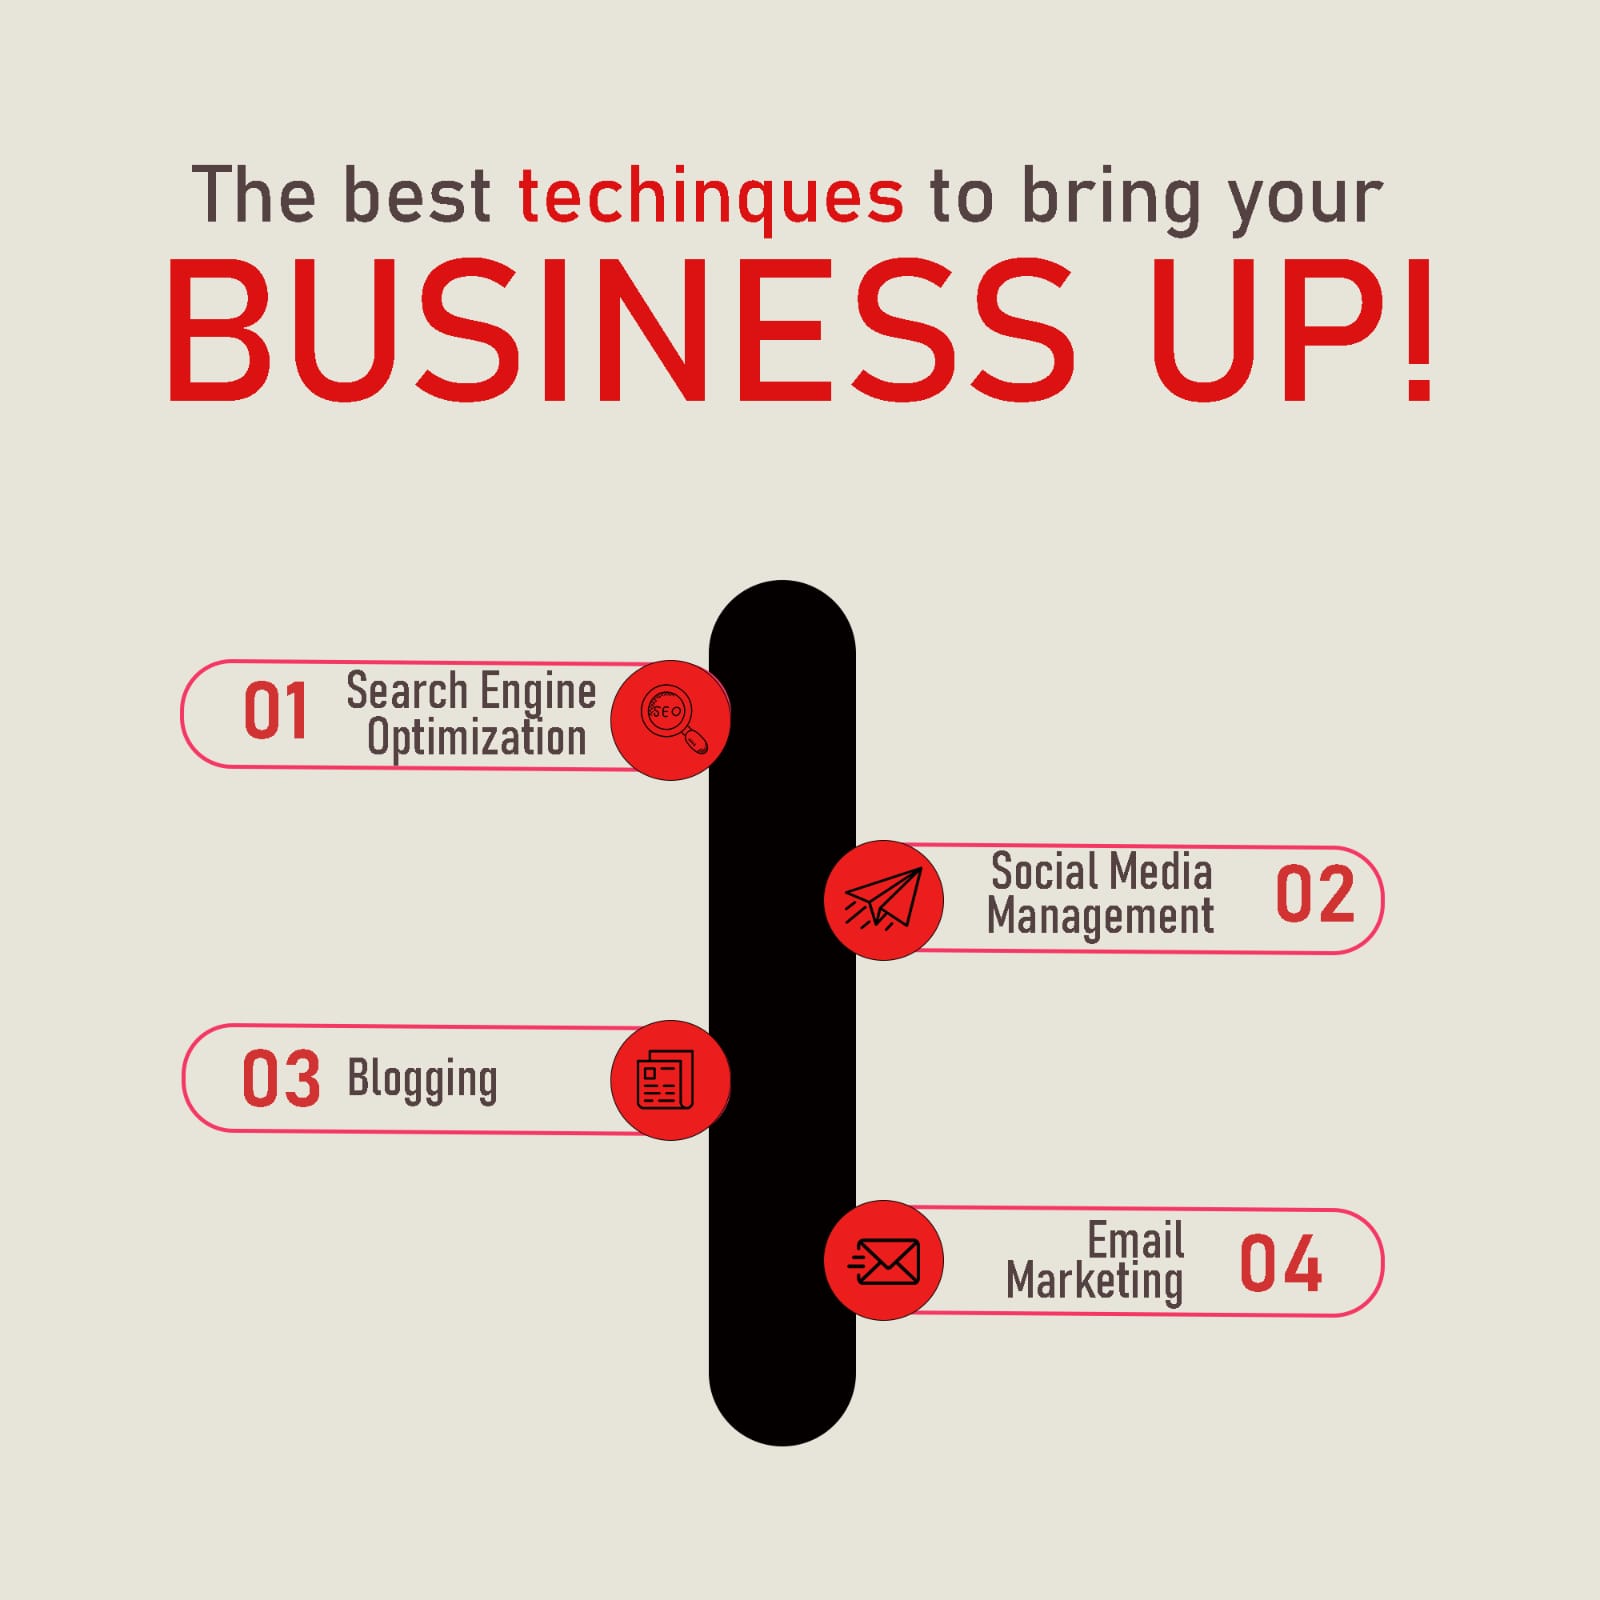 The best techinques to bring your
BUSINESS UP!
01
Search Engine
Optimization
SEO
Social Media
Management
02
03
Blogging
Email
Marketing
04